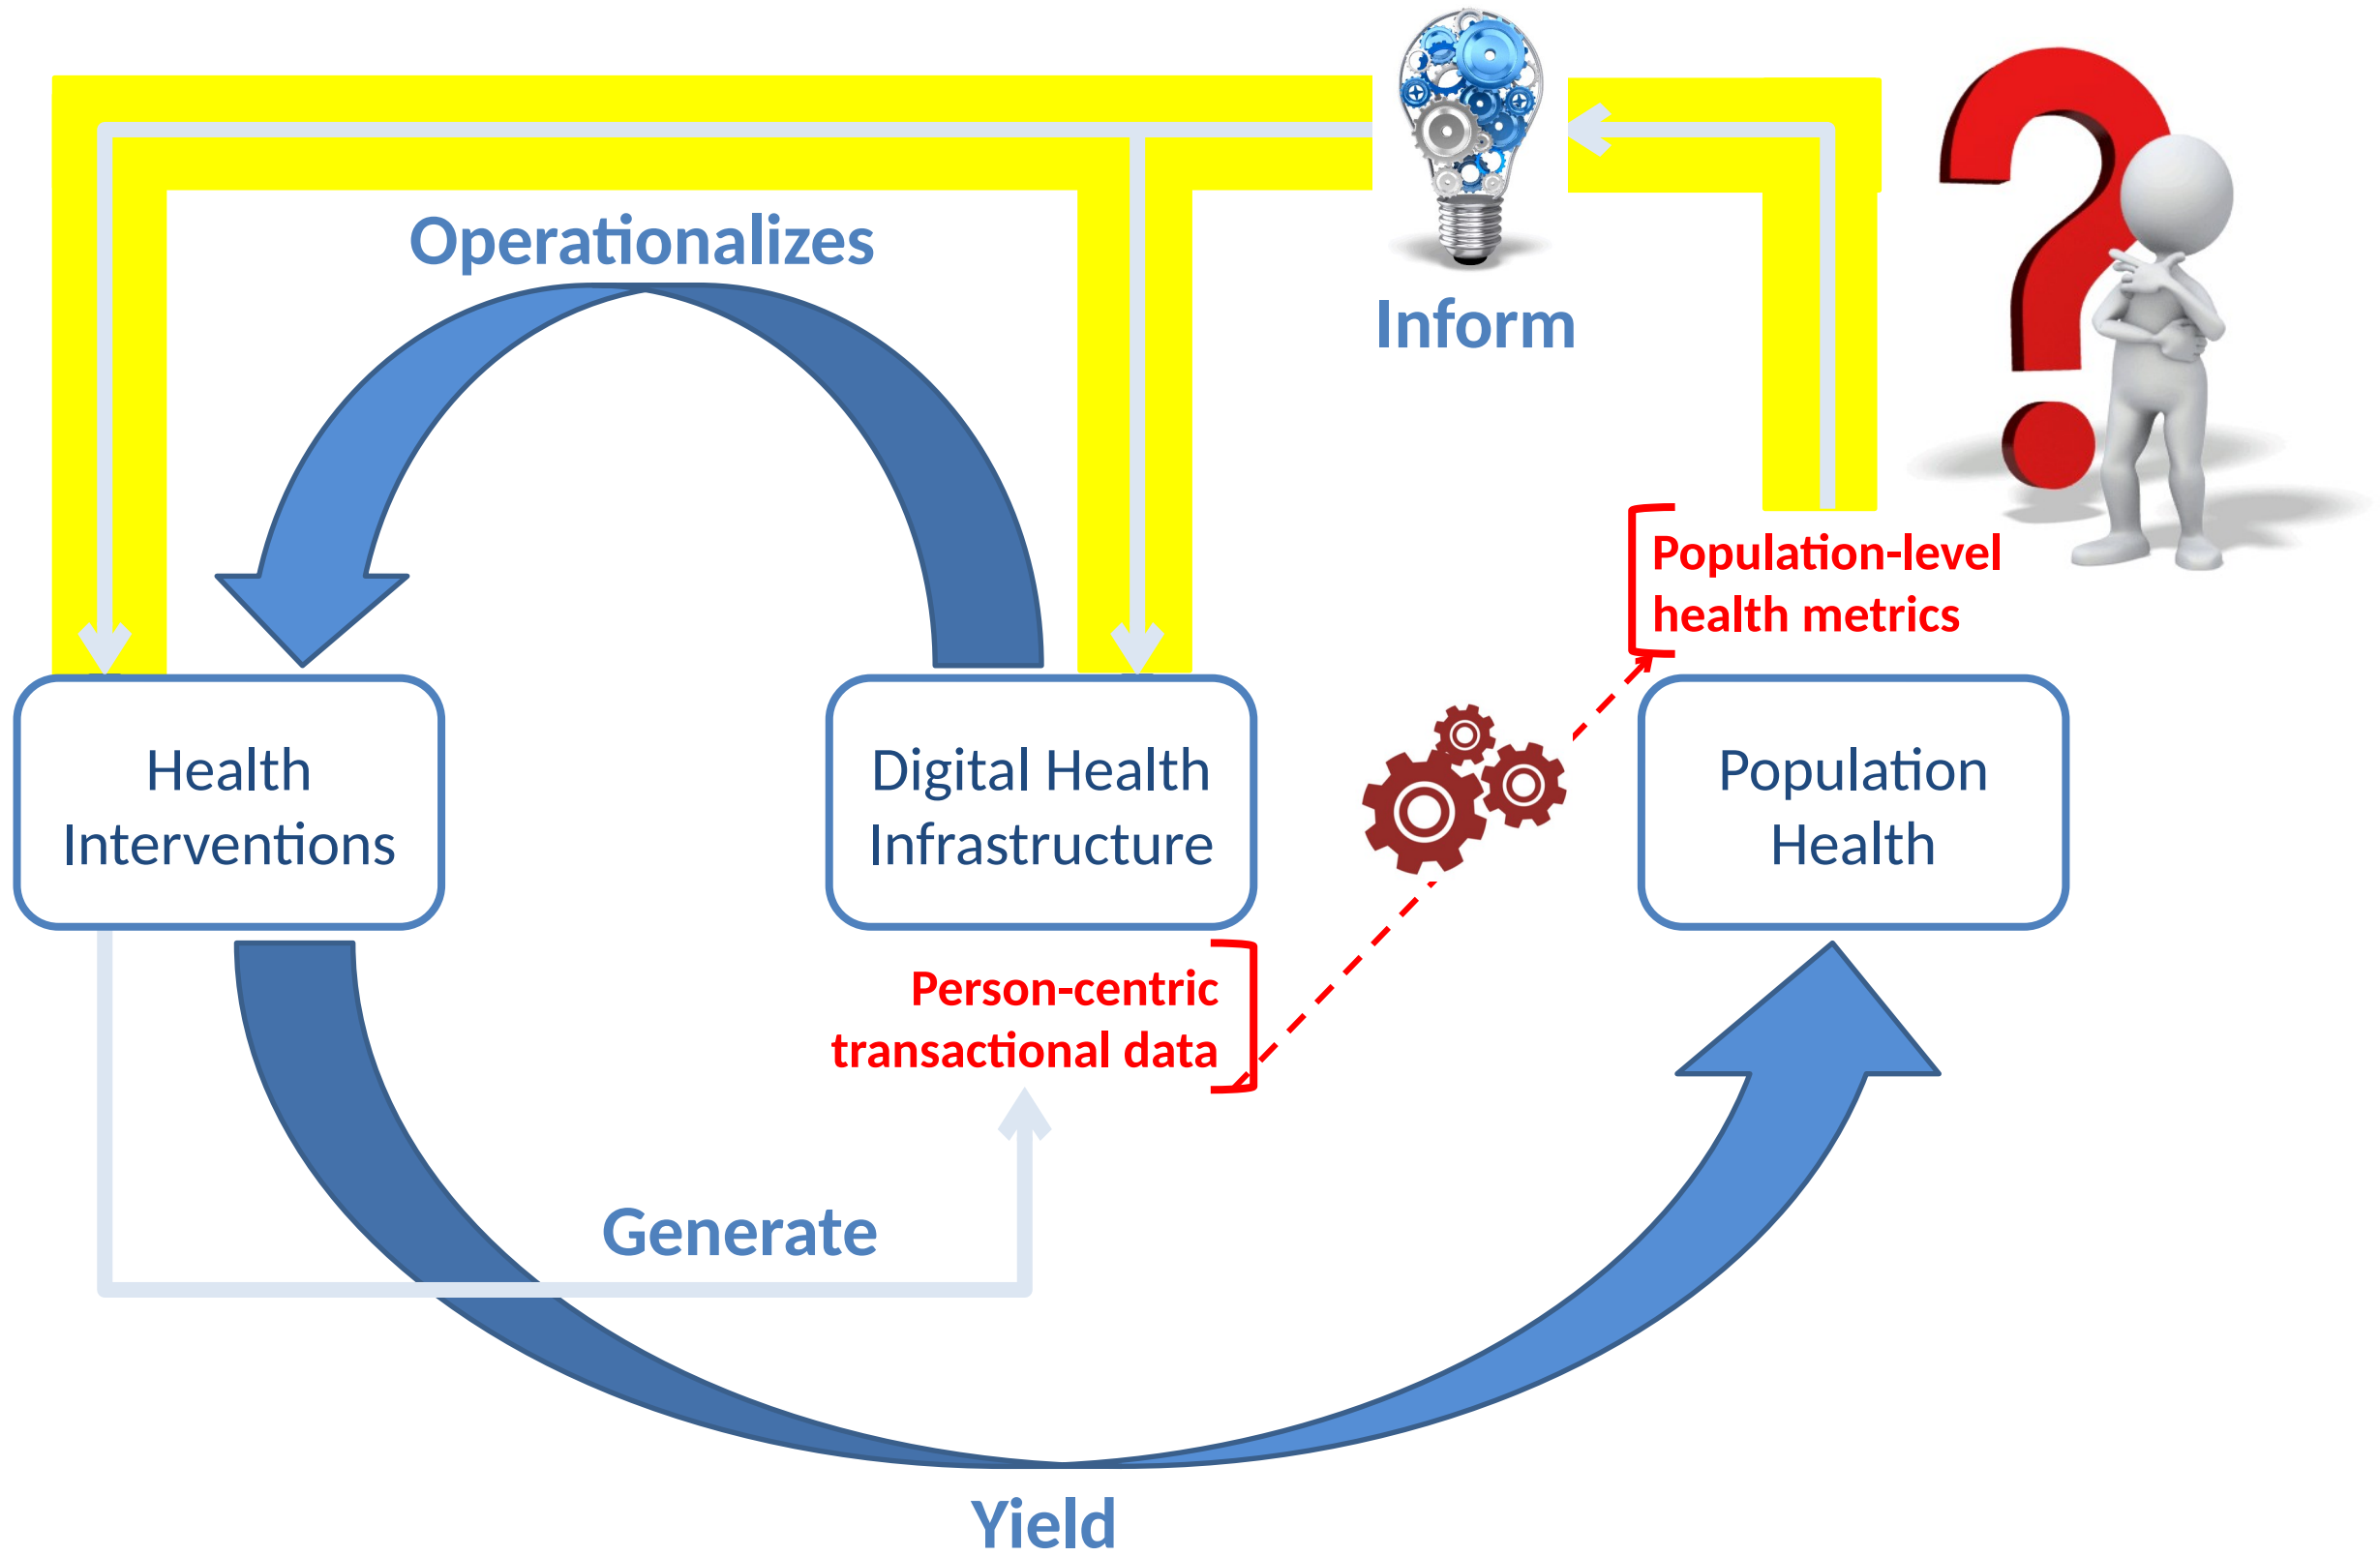 Operationalizes
Inform
Population-level
health metrics
Health
Interventions
Digital Health
Infrastructure
Population
Health
Person-centric
transactional data
Generate
Yield